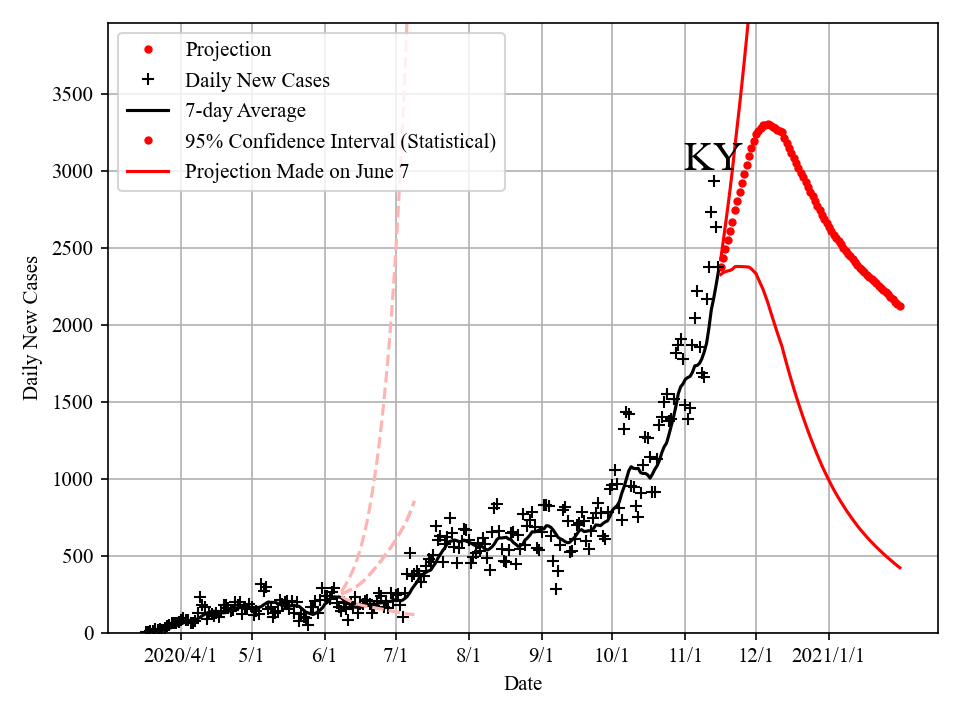 Projection
Daily New Cases
7-day Average
95% Confidence Interval (Statistical)
Projection Made on June 7
KY
3500
3000
2500
2000
1500
1000
500
0
Daily New Cases
2020/4/1 5/1 6/1 7/1 8/1 9/1 10/1 11/1 12/1 2021/1/1
Date